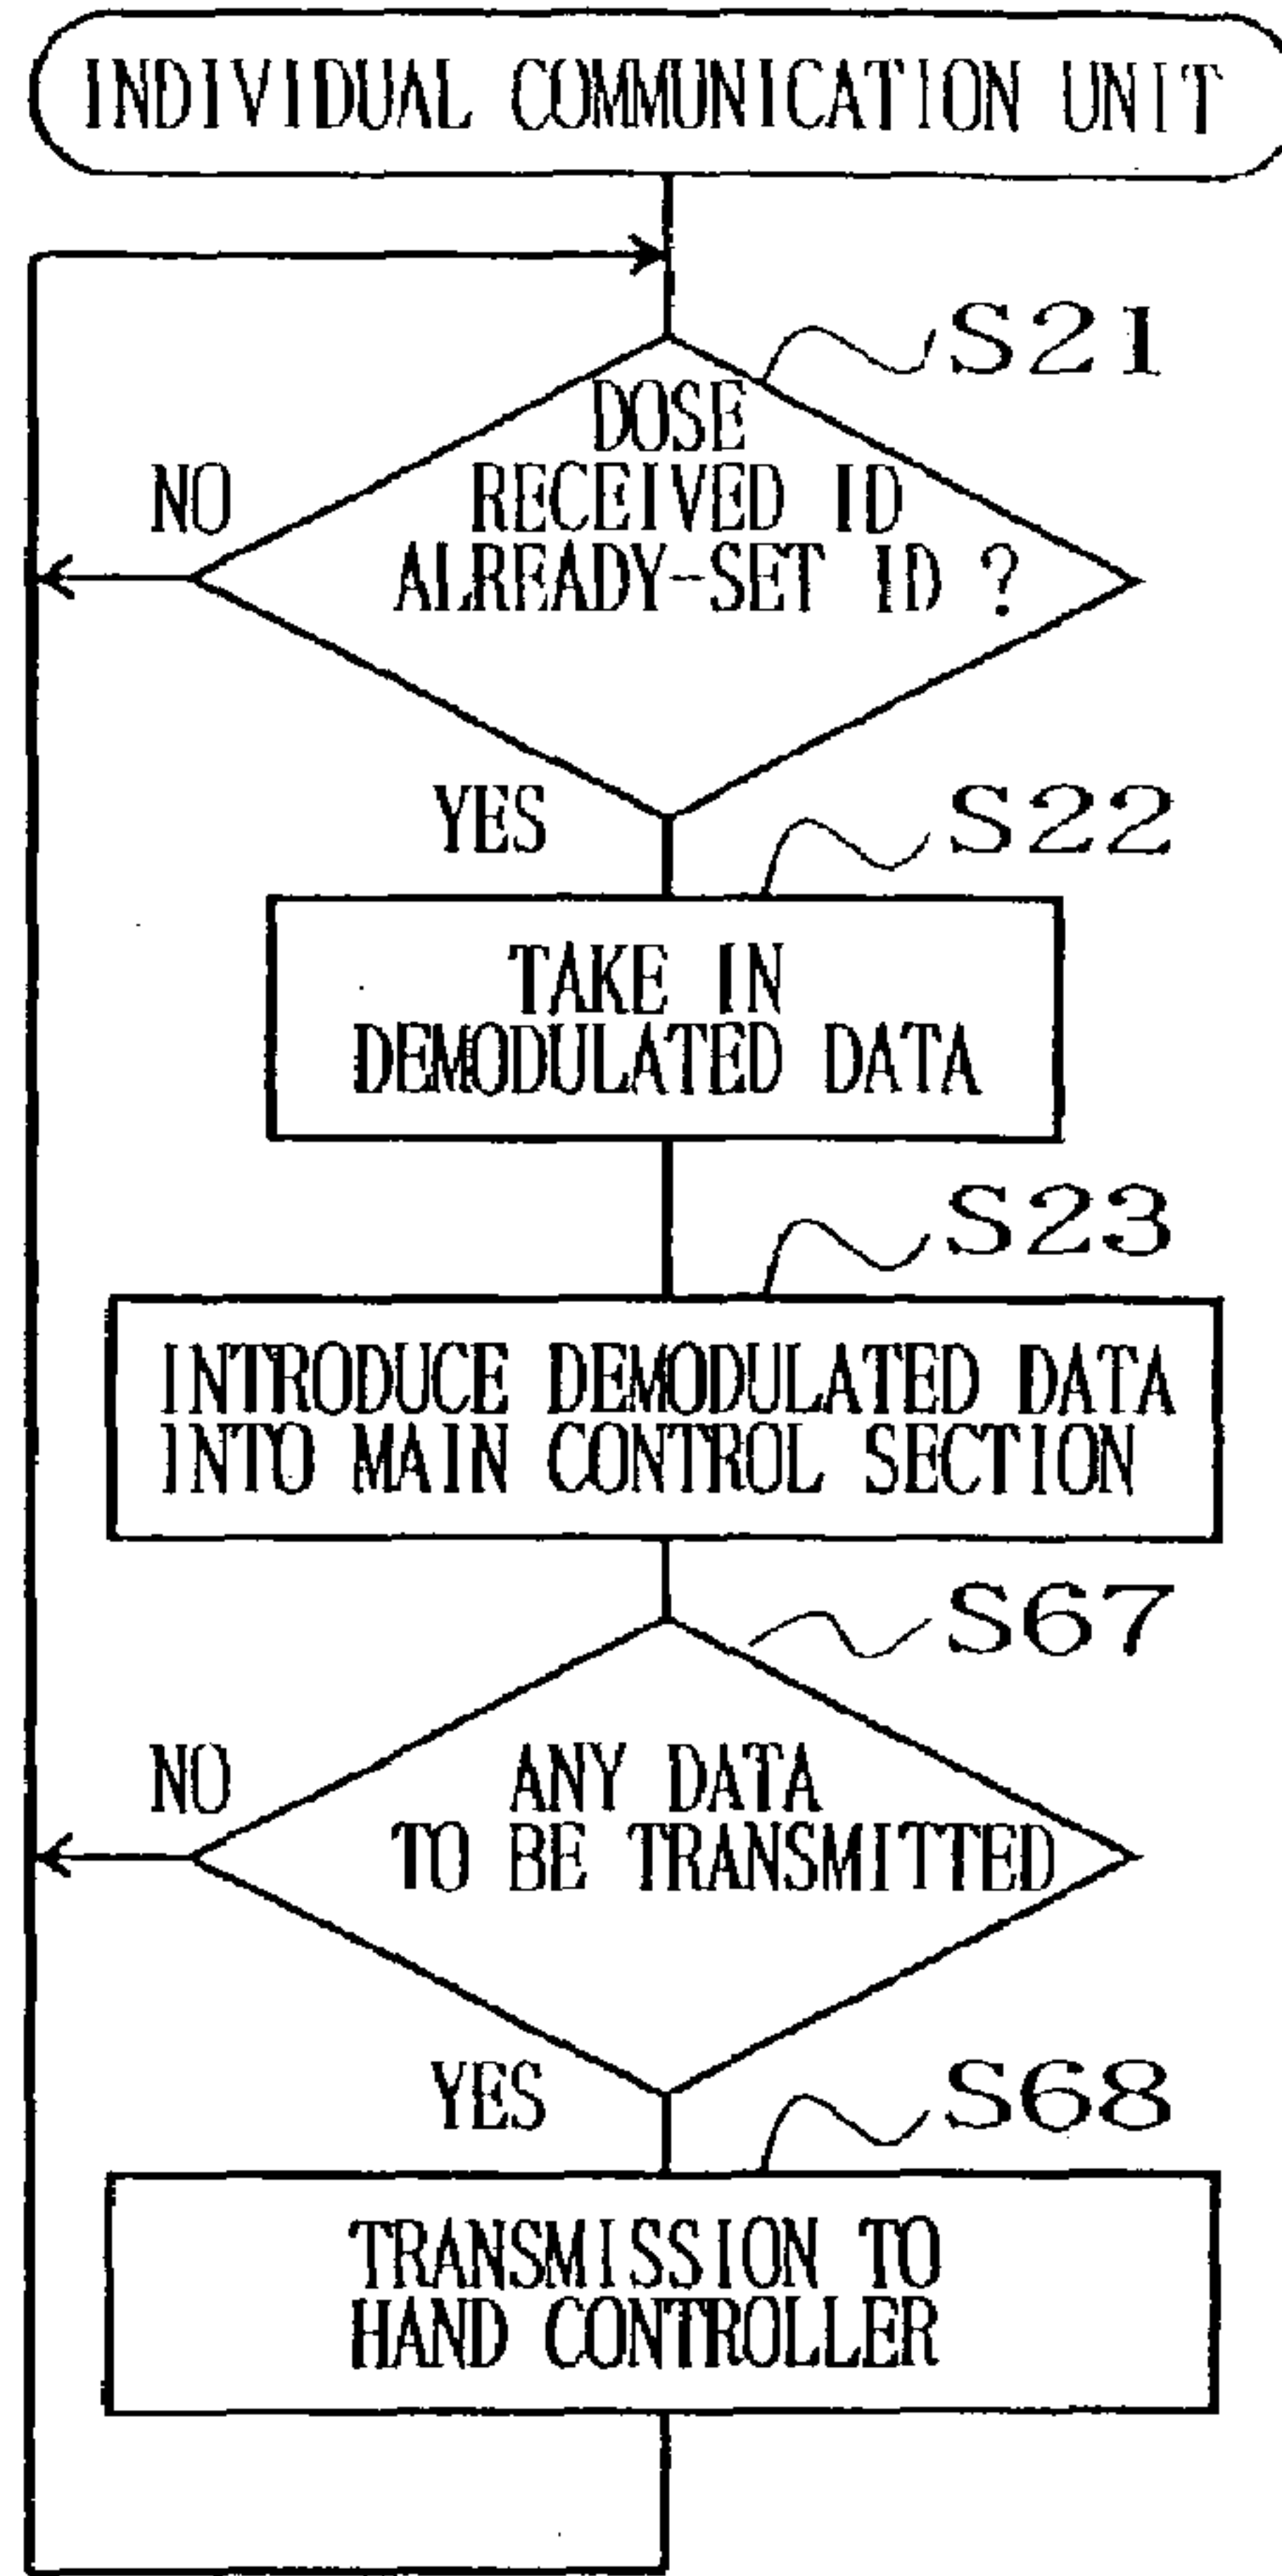 INDIVIDUAL COMMUNICATION UNIT
S21
DOSE
RECEIVED ID
ALREADY-SET ID ?
NO
YES
S22
TAKE IN
DEMODULATED DATA
S23
INTRODUCE DEMODULATED DATA
INTO MAIN CONTROL SECTION
S67
NO
ANY DATA
TO BE TRANSMITTED
YES
S68
TRANSMISSION TO
HAND CONTROLLER